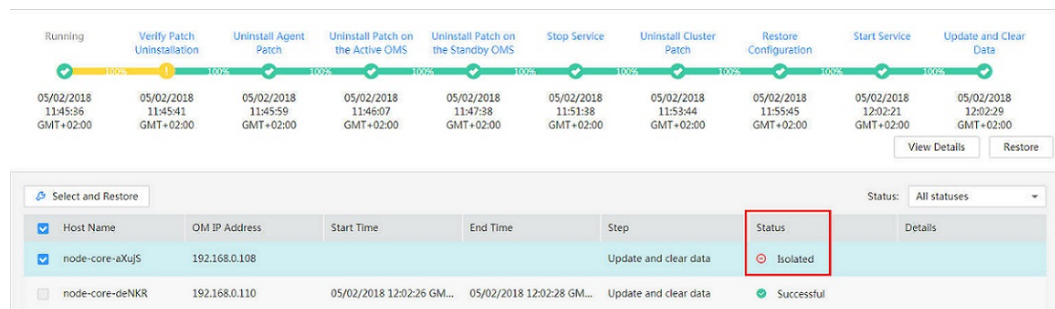 Running
Verify Patch
Uninstallation
Uninstall Agent
Patch
Uninstall Patch on
the Active OMS
Uninstall Patch on
the Standby OMS
Stop Service
Uninstall Cluster
Patch
Restore
Configuration
Start Service
Update and Clear
Data
100% 100% 100% 100% 100% 100% 100% 100% 100%
05/02/2018
11:45:36
GMT+02:00
05/02/2018
11:45:41
GMT+02:00
05/02/2018
11:45:59
GMT+02:00
05/02/2018
11:46:07
GMT+02:00
05/02/2018
11:47:38
GMT+02:00
05/02/2018
11:51:38
GMT+02:00
05/02/2018
11:53:44
GMT+02:00
05/02/2018
11:55:45
GMT+02:00
05/02/2018
12:02:21
GMT+02:00
05/02/2018
12:02:29
GMT+02:00
View Details Restore
Select and Restore Status: All statuses
Host Name OM IP Address Start Time End Time Step Status Details
node-core-aXujS 192.168.0.108 Update and clear data Isolated
node-core-deNKR 192.168.0.110 05/02/2018 12:02:26 GM... 05/02/2018 12:02:28 GM... Update and clear data Successful